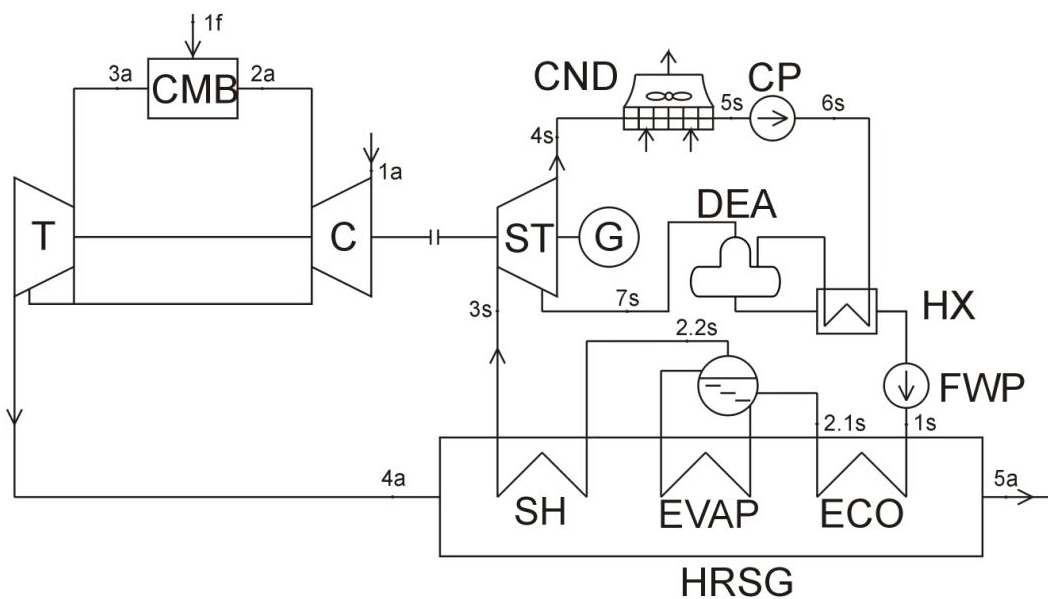 1f
3a
CMB
2a
CND
CP
5s
6s
4s
1a
T
C
ST
G
DEA
3s
7s
HX
2.2s
FWP
2.1s
1s
4a
5a
SH
EVAP
ECO
HRSG